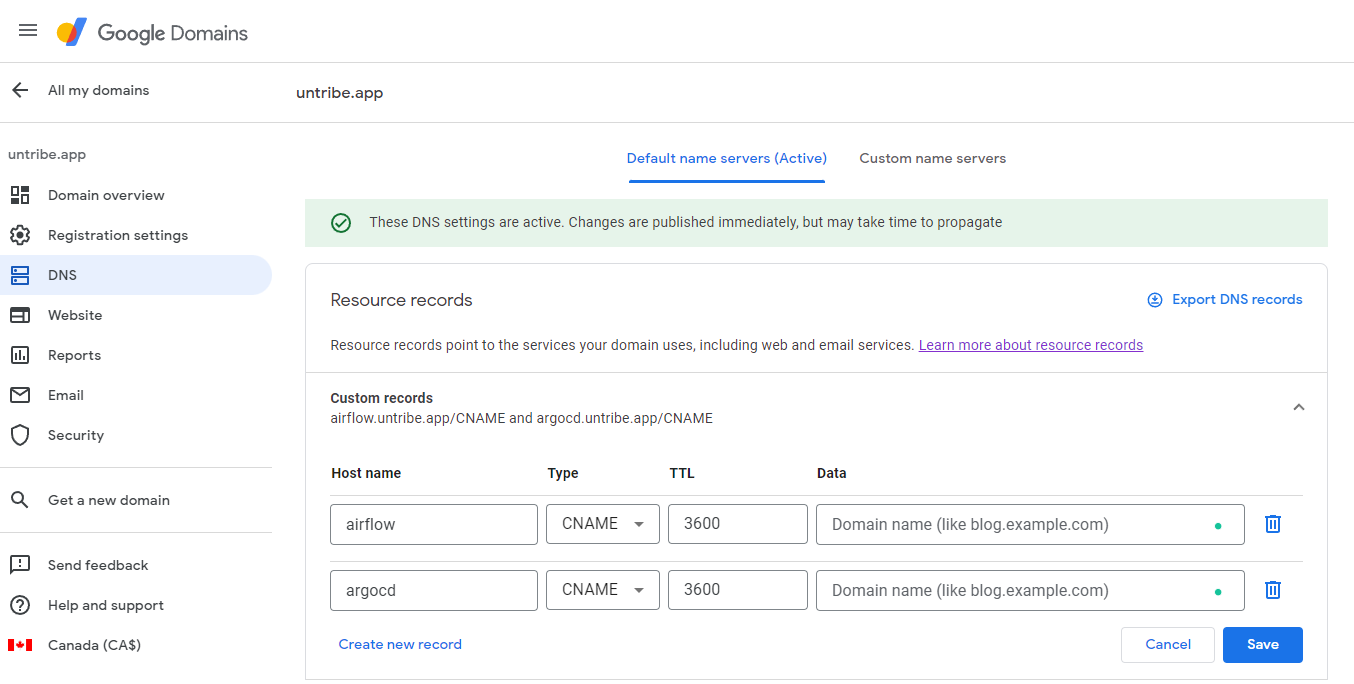 Google Domains
All my domains
untribe.app
untribe.app
Domain overview
Registration settings
DNS
Website
Reports
Email
Security
Get a new domain
Send feedback
Help and support
Canada (CA$)
Default name servers (Active)
Custom name servers
These DNS settings are active. Changes are published immediately, but may take time to propagate
Resource records
Export DNS records
Resource records point to the services your domain uses, including web and email services. Learn more about resource records
Custom records
airflow.untribe.app/CNAME and argocd.untribe.app/CNAME
Host name Type TTL Data
airflow CNAME 3600 Domain name (like blog.example.com)
argocd CNAME 3600 Domain name (like blog.example.com)
Create new record
Cancel Save